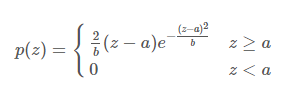 p(z) = { 2/b (z − a)e^{−(z−a)²/b}   z ≥ a
0   z < a